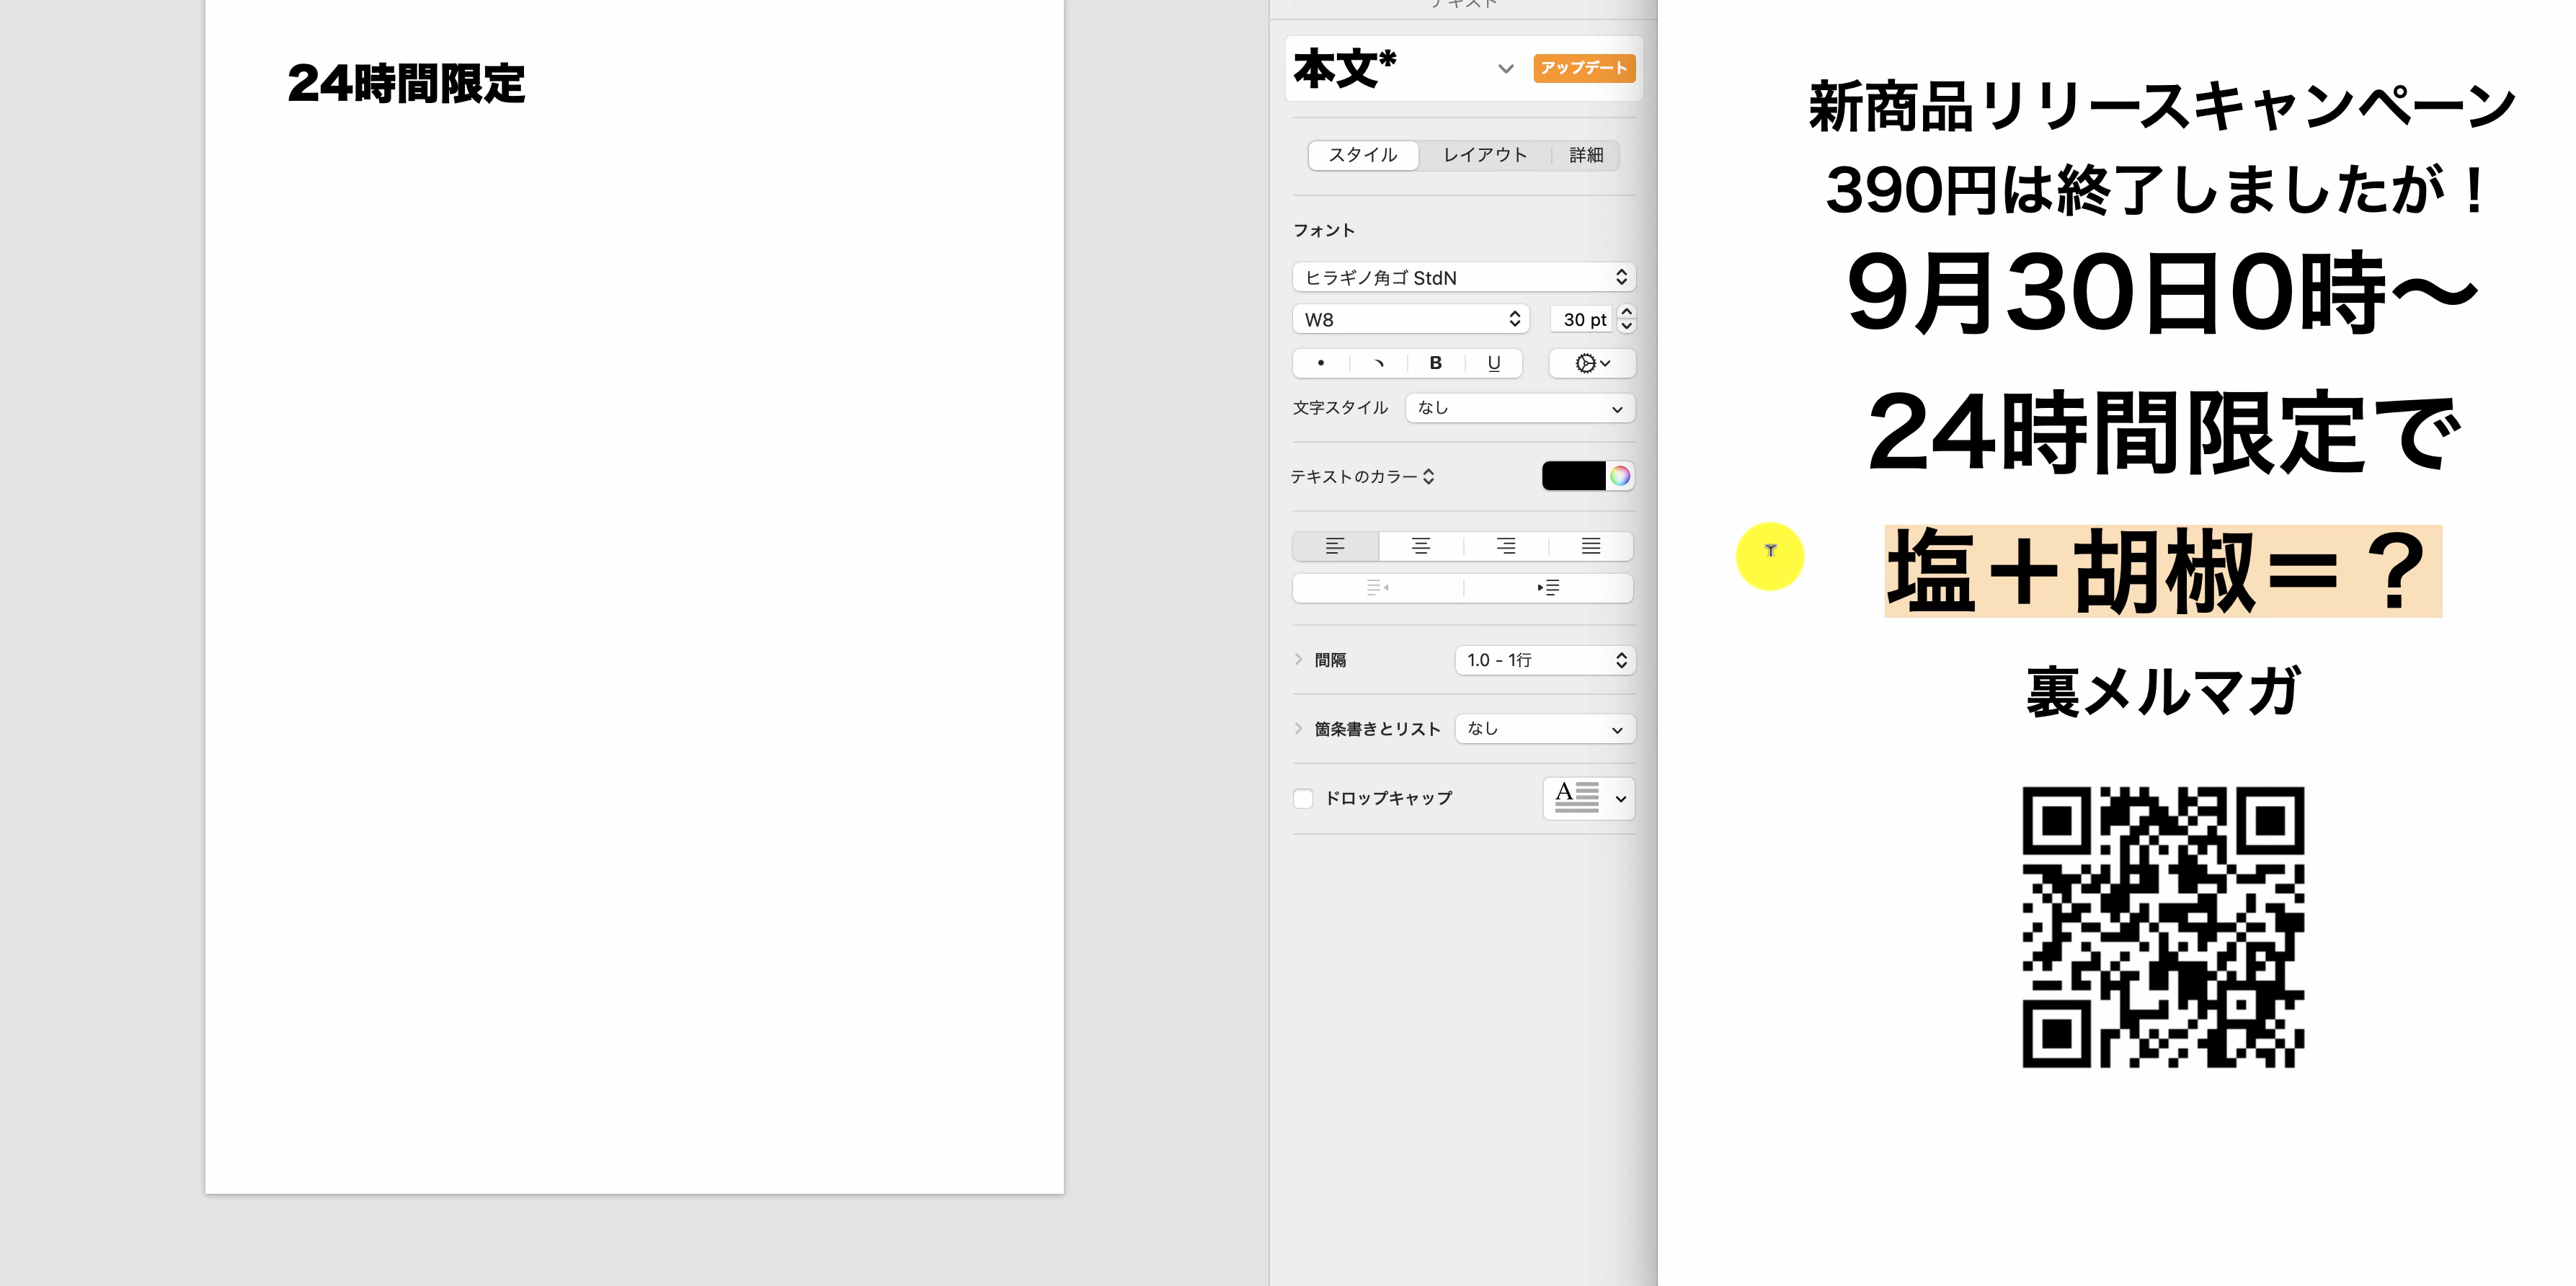 24時間限定
テキスト
本文*
アップデート
スタイル レイアウト 詳細
フォント
ヒラギノ角ゴ StdN
W8 30 pt
B U
文字スタイル なし
テキストのカラー
間隔 1.0 - 1行
箇条書きとリスト なし
ドロップキャップ A
新商品リリースキャンペーン
390円は終了しましたが！
9月30日0時〜
24時間限定で
塩＋胡椒＝？
裏メルマガ